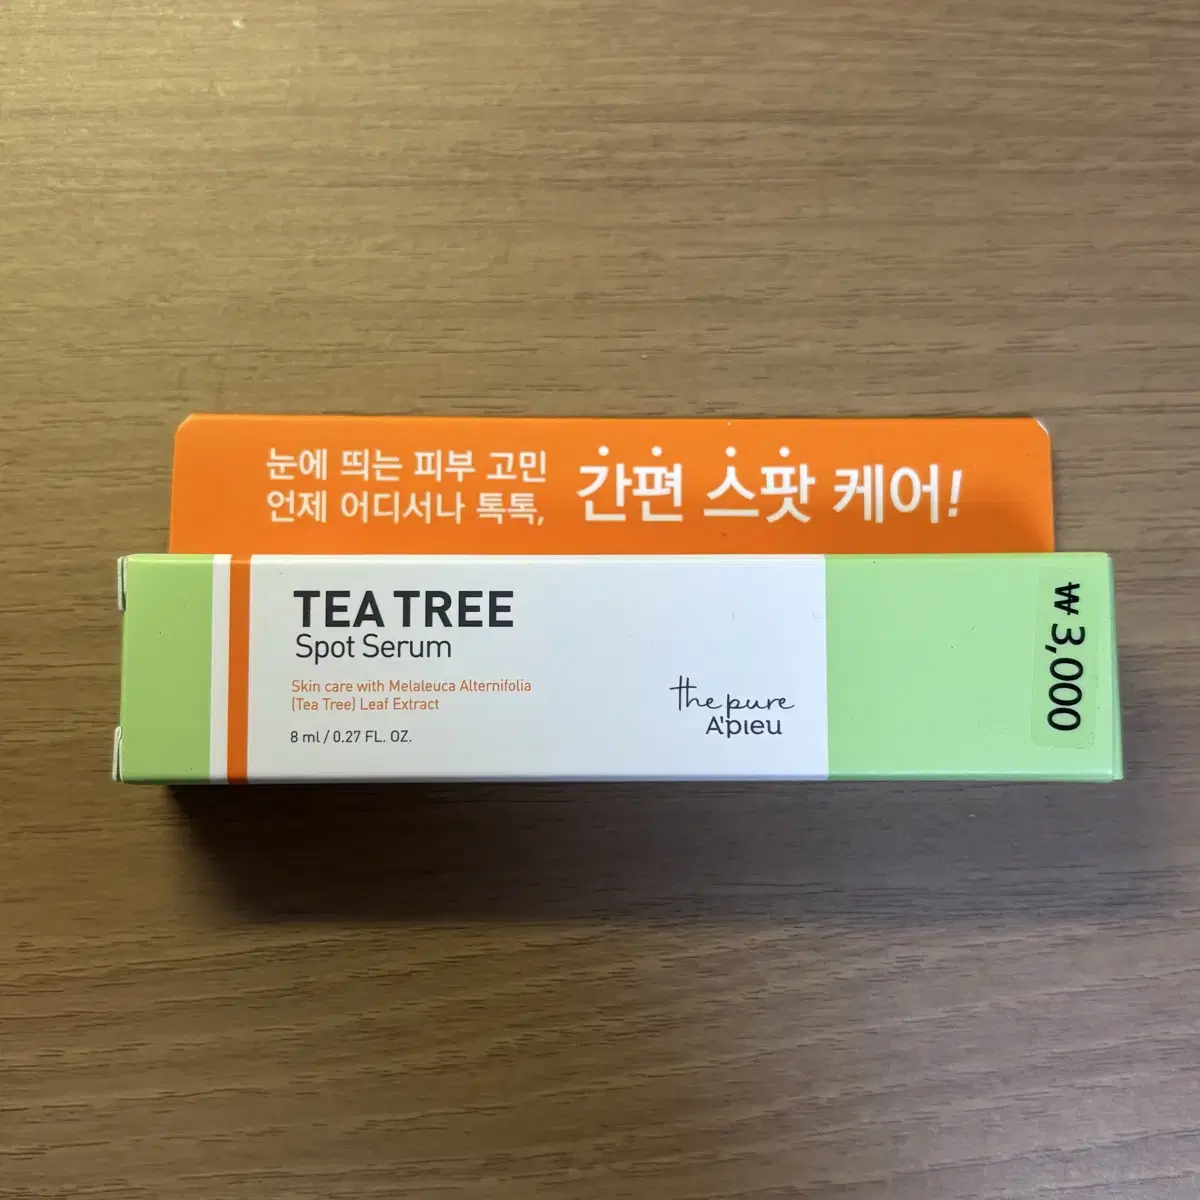 눈에 띄는 피부 고민
언제 어디서나 톡톡,
간편 스팟 케어!
TEA TREE
Spot Serum
Skin care with Melaleuca Alternifolia
(Tea Tree) Leaf Extract
8 ml / 0.27 FL. OZ.
the pure
A'pieu
₩ 3,000